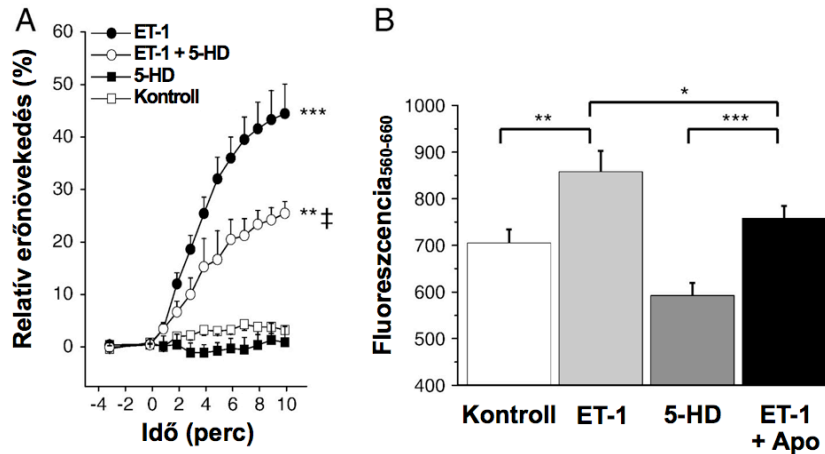 A
ET-1
ET-1 + 5-HD
5-HD
Kontroll
Relatív erőnövekedés (%)
60
50
40
30
20
10
0
***
**‡
-4 -2 0 2 4 6 8 10
Idő (perc)
B
Fluoreszcencia560-660
1000
900
800
700
600
500
400
*
** ***
Kontroll ET-1 5-HD ET-1
+ Apo